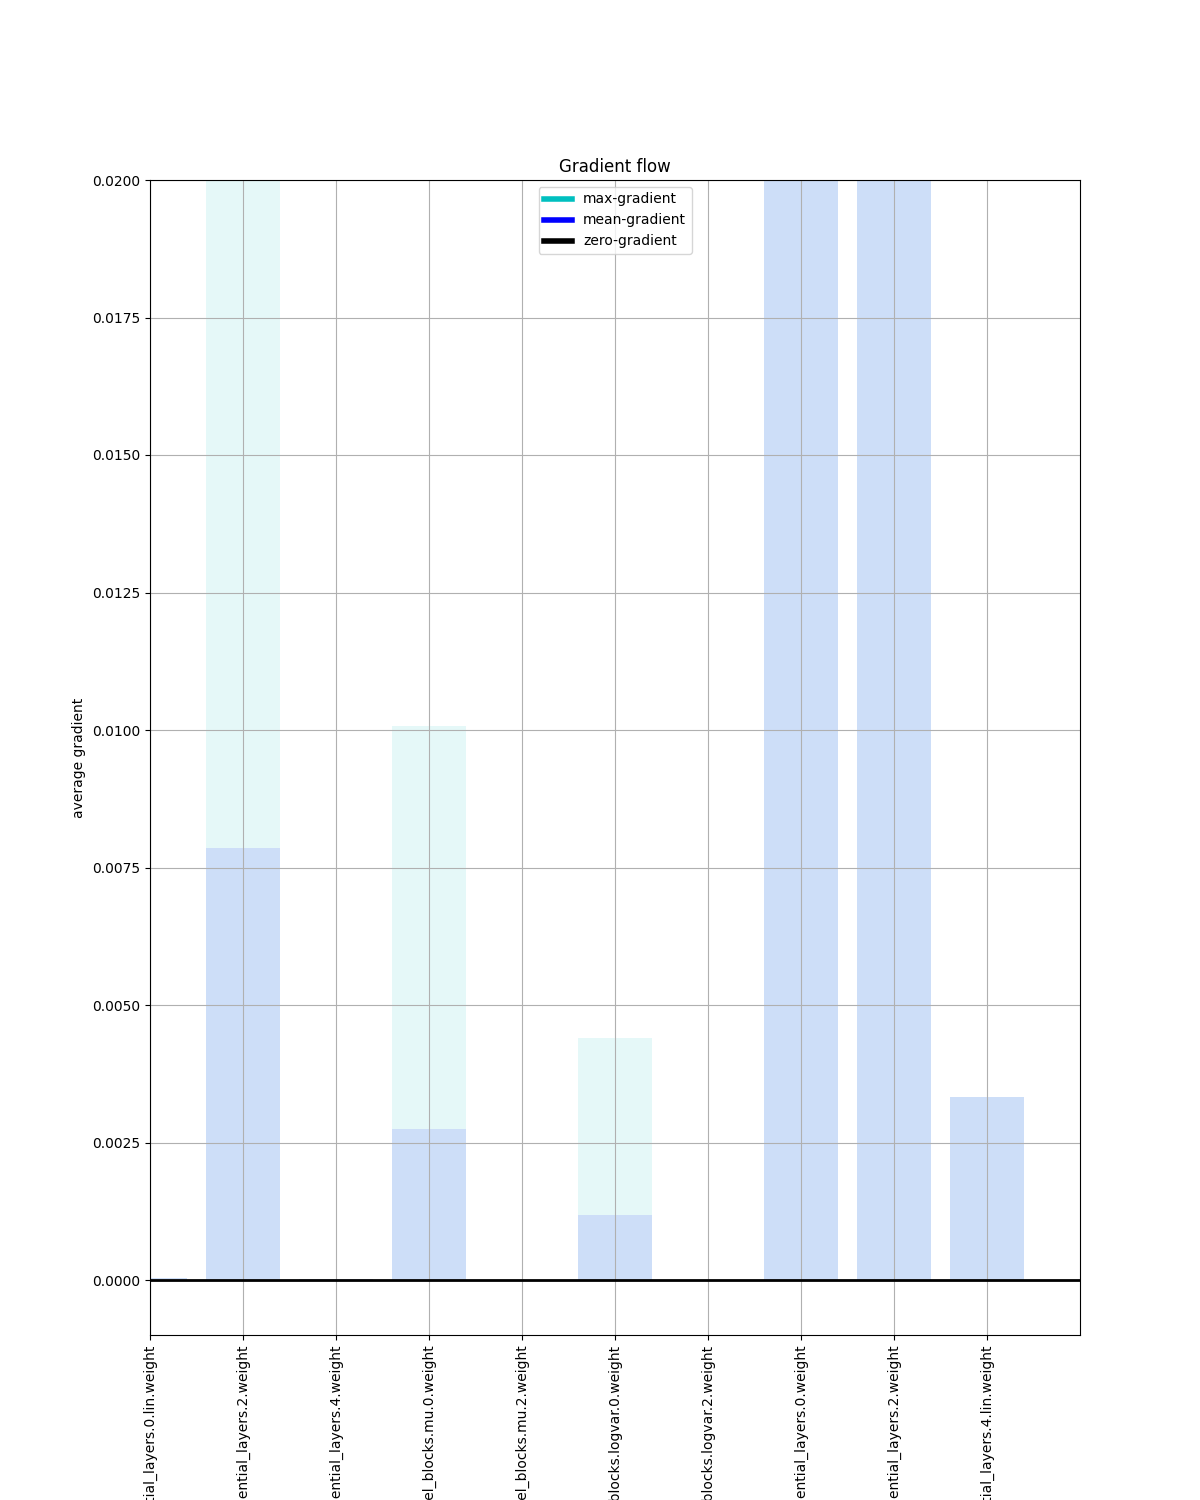 Gradient flow
max-gradient
mean-gradient
zero-gradient
0.0200
0.0175
0.0150
0.0125
0.0100
0.0075
0.0050
0.0025
0.0000
average gradient
tial_layers.0.lin.weight
ential_layers.2.weight
ential_layers.4.weight
el_blocks.mu.0.weight
el_blocks.mu.2.weight
blocks.logvar.0.weight
blocks.logvar.2.weight
ential_layers.0.weight
ential_layers.2.weight
tial_layers.4.lin.weight